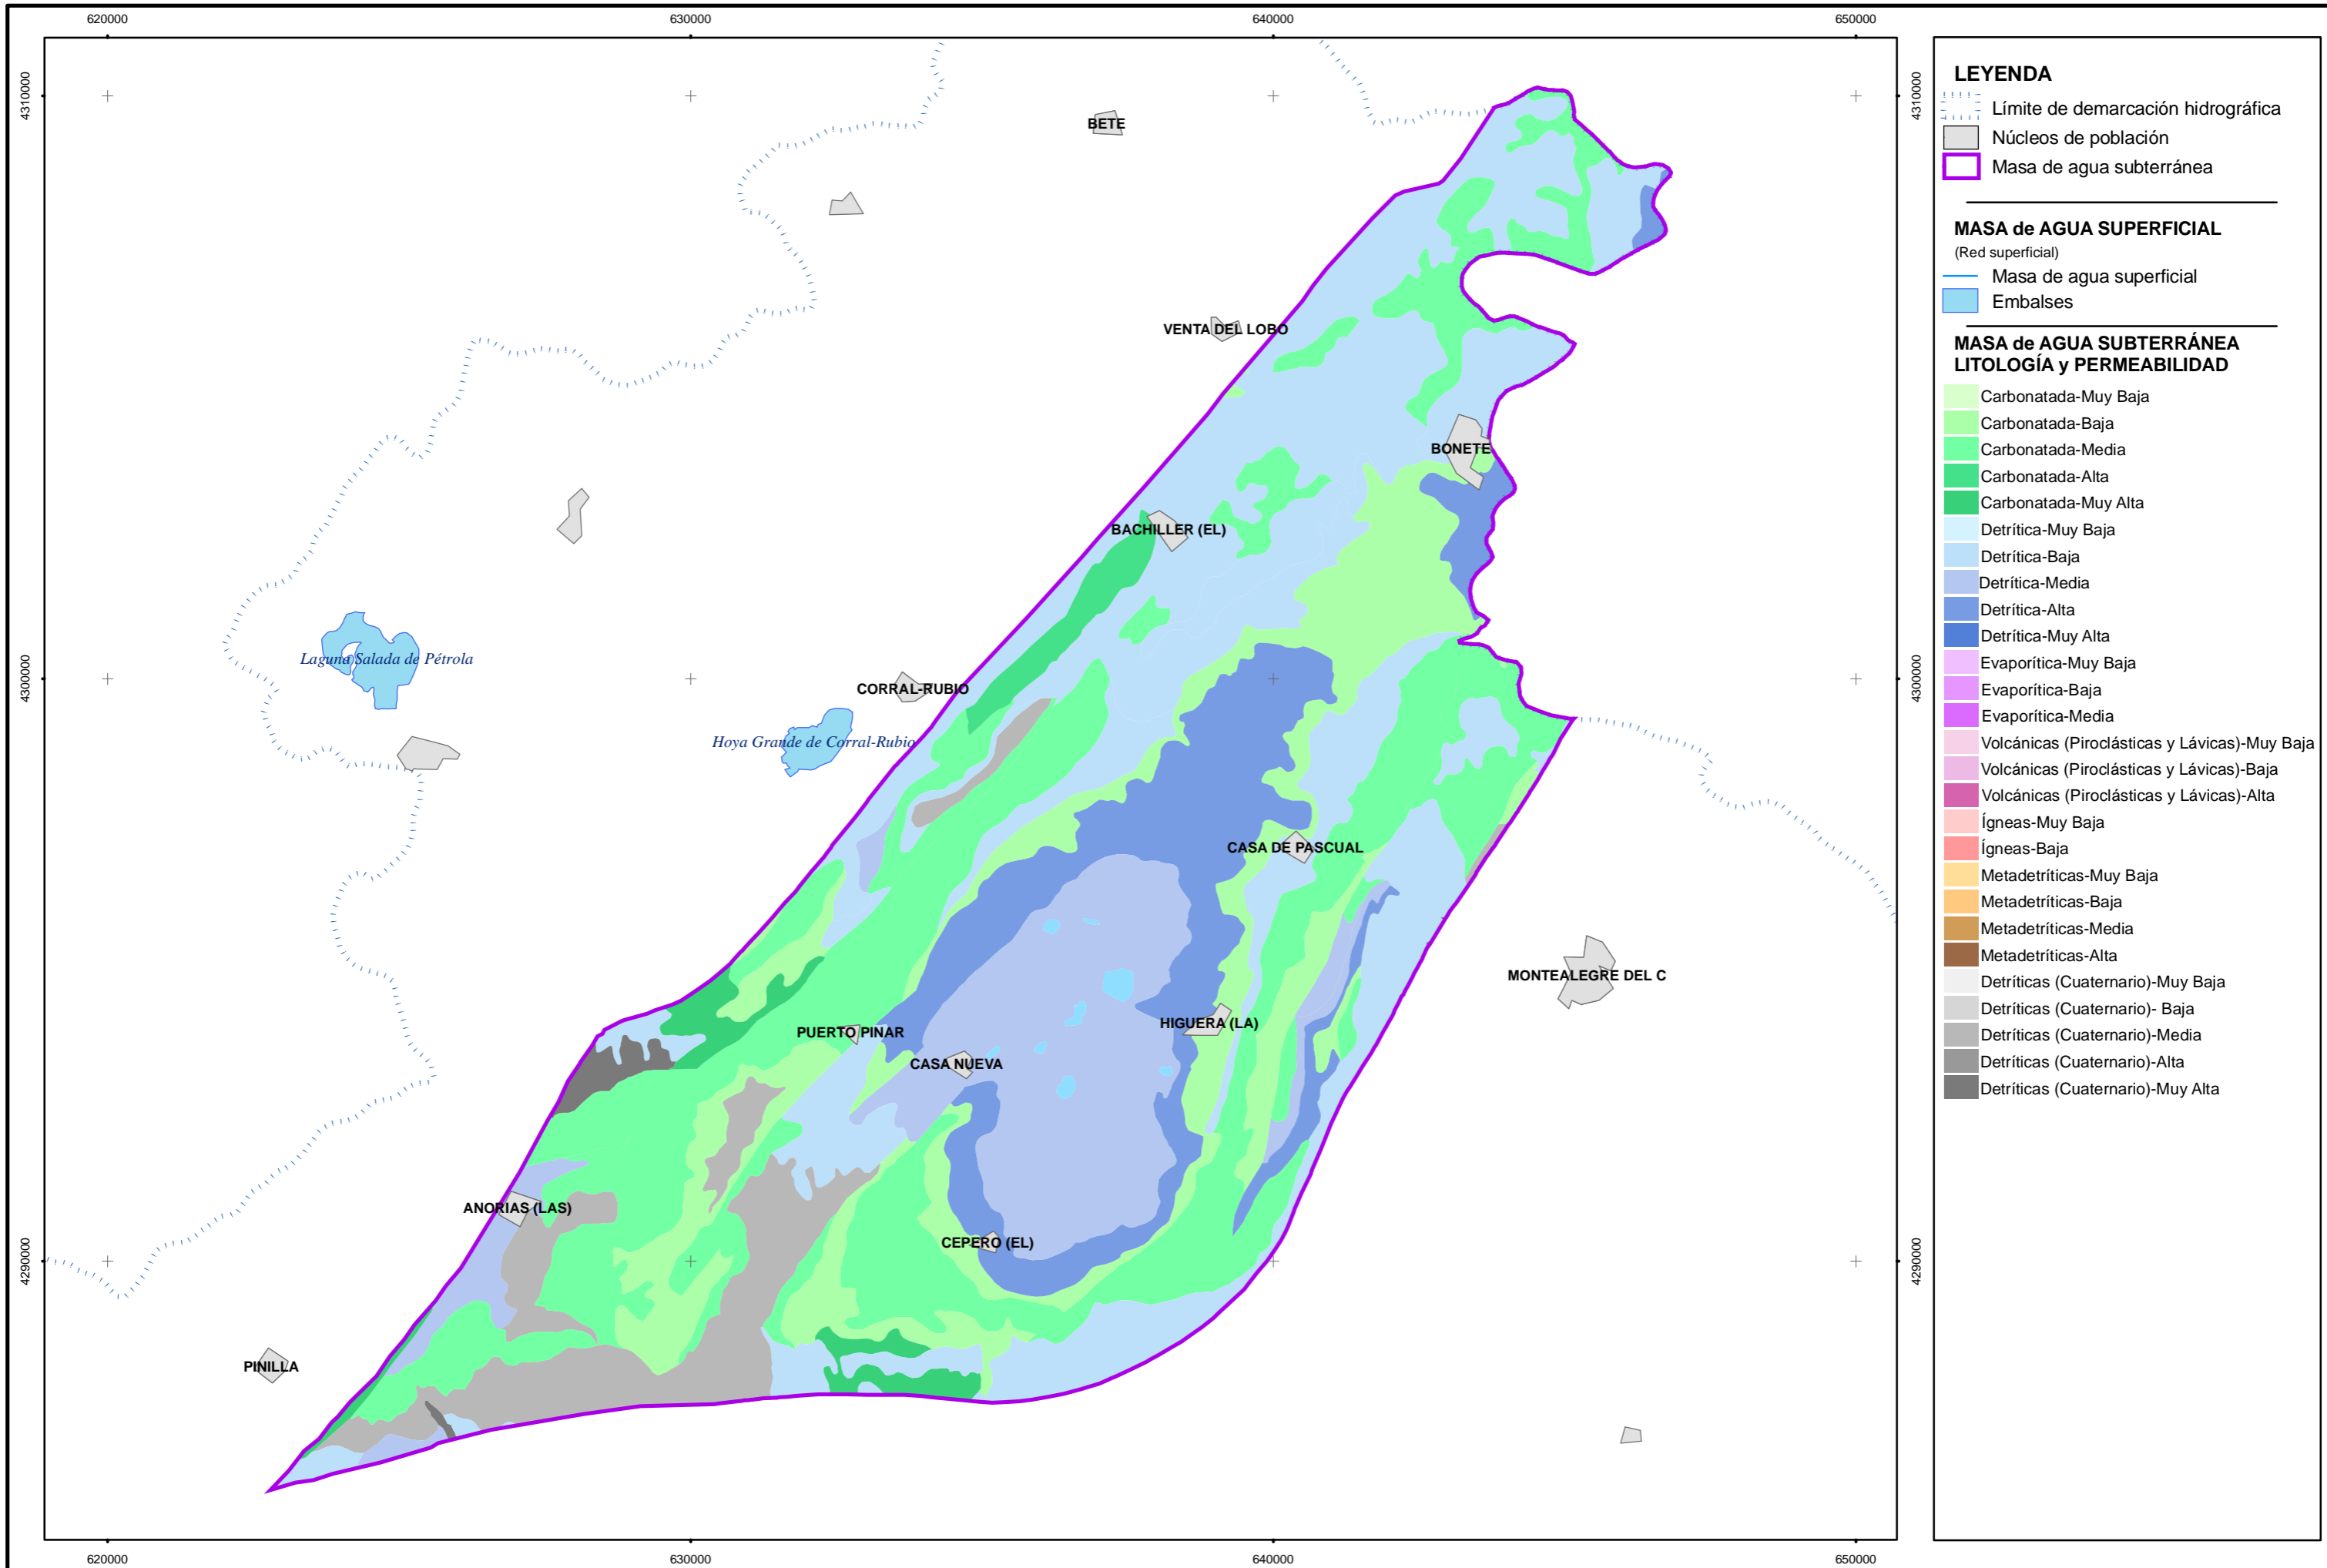 620000
630000
640000
650000
4310000
4310000
4300000
4300000
4290000
4290000
BETE
VENTA DEL LOBO
BONETE
BACHILLER (EL)
Laguna Salada de Pétrola
CORRAL-RUBIO
Hoya Grande de Corral-Rubio
CASA DE PASCUAL
MONTEALEGRE DEL C
HIGUERA (LA)
PUERTO PINAR
CASA NUEVA
ANORIAS (LAS)
CEPERO (EL)
PINILLA
620000
630000
640000
650000
LEYENDA
Límite de demarcación hidrográfica
Núcleos de población
Masa de agua subterránea
MASA de AGUA SUPERFICIAL
(Red superficial)
Masa de agua superficial
Embalses
MASA de AGUA SUBTERRÁNEA
LITOLOGÍA y PERMEABILIDAD
Carbonatada-Muy Baja
Carbonatada-Baja
Carbonatada-Media
Carbonatada-Alta
Carbonatada-Muy Alta
Detrítica-Muy Baja
Detrítica-Baja
Detrítica-Media
Detrítica-Alta
Detrítica-Muy Alta
Evaporítica-Muy Baja
Evaporítica-Baja
Evaporítica-Media
Volcánicas (Piroclásticas y Lávicas)-Muy Baja
Volcánicas (Piroclásticas y Lávicas)-Baja
Volcánicas (Piroclásticas y Lávicas)-Alta
Ígneas-Muy Baja
Ígneas-Baja
Metadetríticas-Muy Baja
Metadetríticas-Baja
Metadetríticas-Media
Metadetríticas-Alta
Detríticas (Cuaternario)-Muy Baja
Detríticas (Cuaternario)- Baja
Detríticas (Cuaternario)-Media
Detríticas (Cuaternario)-Alta
Detríticas (Cuaternario)-Muy Alta